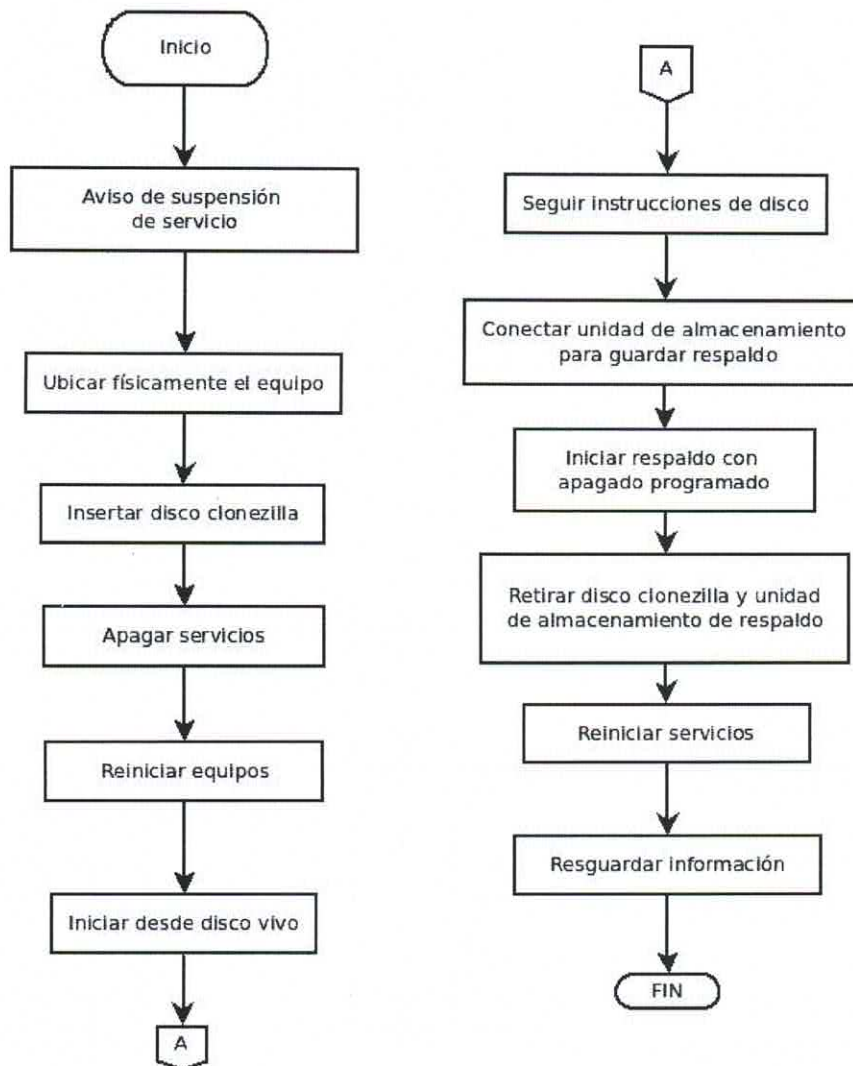 Inicio
Aviso de suspensión
de servicio
Ubicar físicamente el equipo
Insertar disco clonezilla
Apagar servicios
Reiniciar equipos
Iniciar desde disco vivo
A
A
Seguir instrucciones de disco
Conectar unidad de almacenamiento
para guardar respaldo
Iniciar respaldo con
apagado programado
Retirar disco clonezilla y unidad
de almacenamiento de respaldo
Reiniciar servicios
Resguardar información
FIN